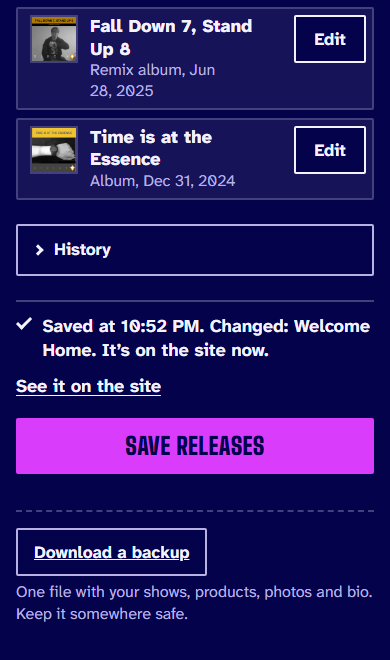 Fall Down 7, Stand
Up 8
Remix album, Jun
28, 2025
Edit
Time is at the
Essence
Album, Dec 31, 2024
Edit
History
Saved at 10:52 PM. Changed: Welcome
Home. It’s on the site now.
See it on the site
SAVE RELEASES
Download a backup
One file with your shows, products, photos and bio.
Keep it somewhere safe.